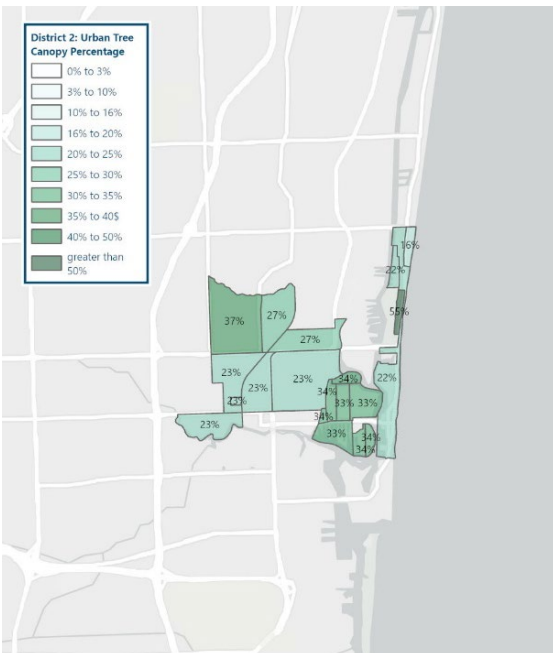 District 2: Urban Tree
Canopy Percentage
0% to 3%
3% to 10%
10% to 16%
16% to 20%
20% to 25%
25% to 30%
30% to 35%
35% to 40$
40% to 50%
greater than
50%
16%
22%
55%
37%
27%
27%
23%
23%
23%
34%
22%
34%
33%
33%
23%
34%
23%
33%
34%
34%